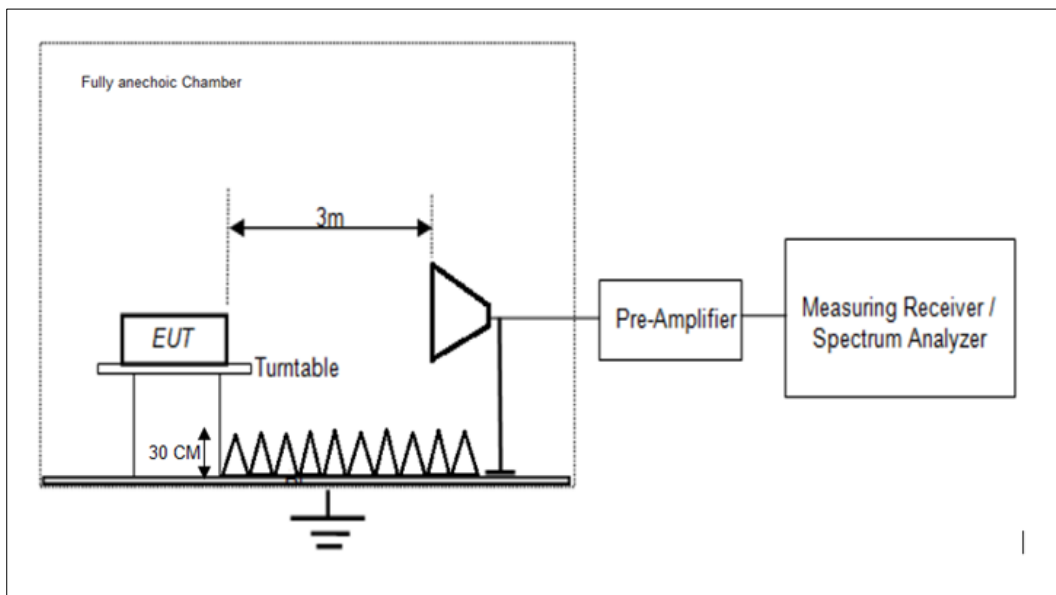 Fully anechoic Chamber
3m
EUT
Turntable
30 CM
Pre-Amplifier
Measuring Receiver /
Spectrum Analyzer